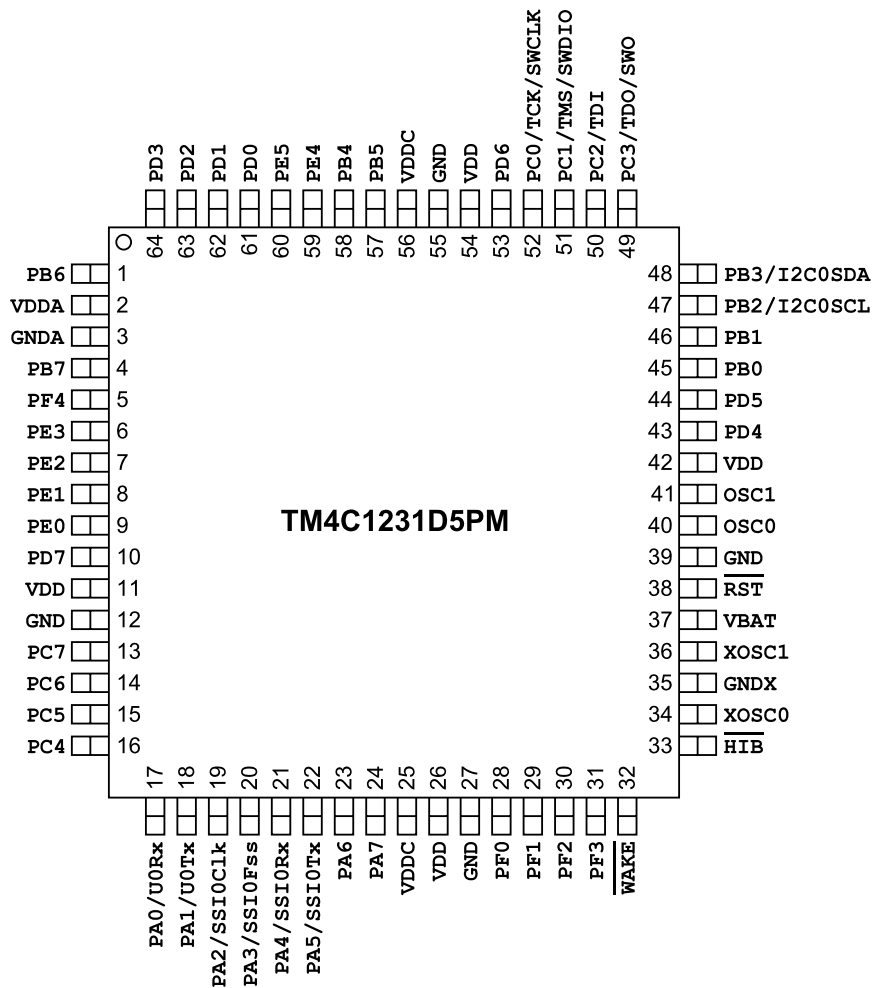 PD3 PD2 PD1 PD0 PE5 PE4 PB4 PB5 VDDC GND VDD PD6 PC0/TCK/SWCLK PC1/TMS/SWDIO PC2/TDI PC3/TDO/SWO
64 63 62 61 60 59 58 57 56 55 54 53 52 51 50 49
PB6 1 48 PB3/I2C0SDA
VDDA 2 47 PB2/I2C0SCL
GNDA 3 46 PB1
PB7 4 45 PB0
PF4 5 44 PD5
PE3 6 43 PD4
PE2 7 42 VDD
PE1 8 41 OSC1
TM4C1231D5PM
PE0 9 40 OSC0
PD7 10 39 GND
VDD 11 38 RST
GND 12 37 VBAT
PC7 13 36 XOSC1
PC6 14 35 GNDX
PC5 15 34 XOSC0
PC4 16 33 HIB
17 18 19 20 21 22 23 24 25 26 27 28 29 30 31 32
PA0/U0Rx PA1/U0Tx PA2/SSI0Clk PA3/SSI0Fss PA4/SSI0Rx PA5/SSI0Tx PA6 PA7 VDDC VDD GND PF0 PF1 PF2 PF3 WAKE